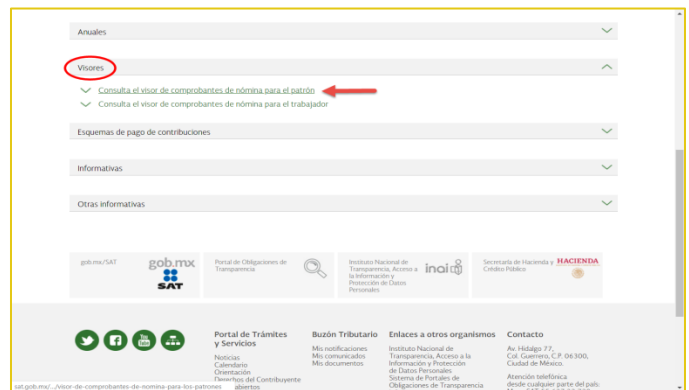 Anuales
Visores
Consulta el visor de comprobantes de nómina para el patrón
Consulta el visor de comprobantes de nómina para el trabajador
Esquemas de pago de contribuciones
Informativas
Otras informativas
gob.mx/SAT
gob.mx
SAT
Portal de Obligaciones de
Transparencia
Instituto Nacional de
Transparencia, Acceso a
la Información y
Protección de Datos
Personales
inai
Secretaría de Hacienda y
Crédito Público
HACIENDA
Portal de Trámites
y Servicios
Noticias
Calendario
Orientación
Derechos del Contribuyente
abiertos
Buzón Tributario
Mis notificaciones
Mis comunicados
Mis documentos
Enlaces a otros organismos
Instituto Nacional de
Transparencia, Acceso a la
Información y Protección
de Datos Personales
Sistema de Portales de
Obligaciones de Transparencia
Contacto
Av. Hidalgo 77,
Col. Guerrero, C.P. 06300,
Ciudad de México.
Atención telefónica
desde cualquier parte del país
sat.gob.mx/.../visor-de-comprobantes-de-nomina-para-los-patrones